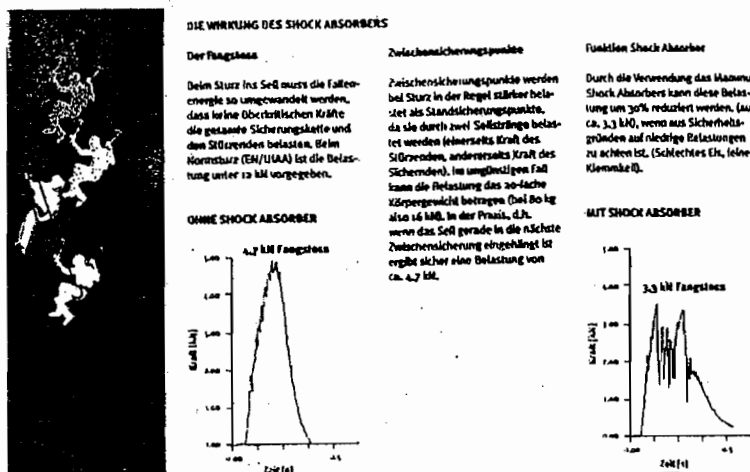 DIE WIRKUNG DES SHOCK ABSORBERS
Der Fangstoss
Beim Sturz ins Seil muss die Fallen-
energie so umgewandelt werden,
dass keine überkritischen Kräfte
die gesamte Sicherungskette und
den Stürzenden belasten. Beim
Normsturz (EN/UIAA) ist die Belas-
tung unter 12 kN vorgegeben.
OHNE SHOCK ABSORBER
4.7 kN Fangstoss
Kraft [kN]
Zeit [s]
Zwischensicherungspunkte
Zwischensicherungspunkte werden
bei Sturz in der Regel stärker belas-
tet als Standsicherungspunkte,
da sie durch zwei Seilstränge belas-
tet werden (einerseits Kraft des
Stürzenden, andererseits Kraft des
Sichernden). Im ungünstigen Fall
kann die Belastung das 20-fache
Körpergewicht betragen (bei 80 kg
also 16 kN). In der Praxis, d.h.
wenn das Seil gerade in die nächste
Zwischensicherung eingehängt ist
ergibt sicher eine Belastung von
ca. 4.7 kN.
Funktion Shock Absorber
Durch die Verwendung das
Shock Absorbers kann diese Belas-
tung um 30% reduziert werden. (au
ca. 3.3 kN), wenn aus Sicherheits-
gründen auf niedrige Belastungen
zu achten ist. (Schlechtes Eis, feine
Klemmkeil).
MIT SHOCK ABSORBER
3.3 kN Fangstoss
Kraft [kN]
Zeit [s]